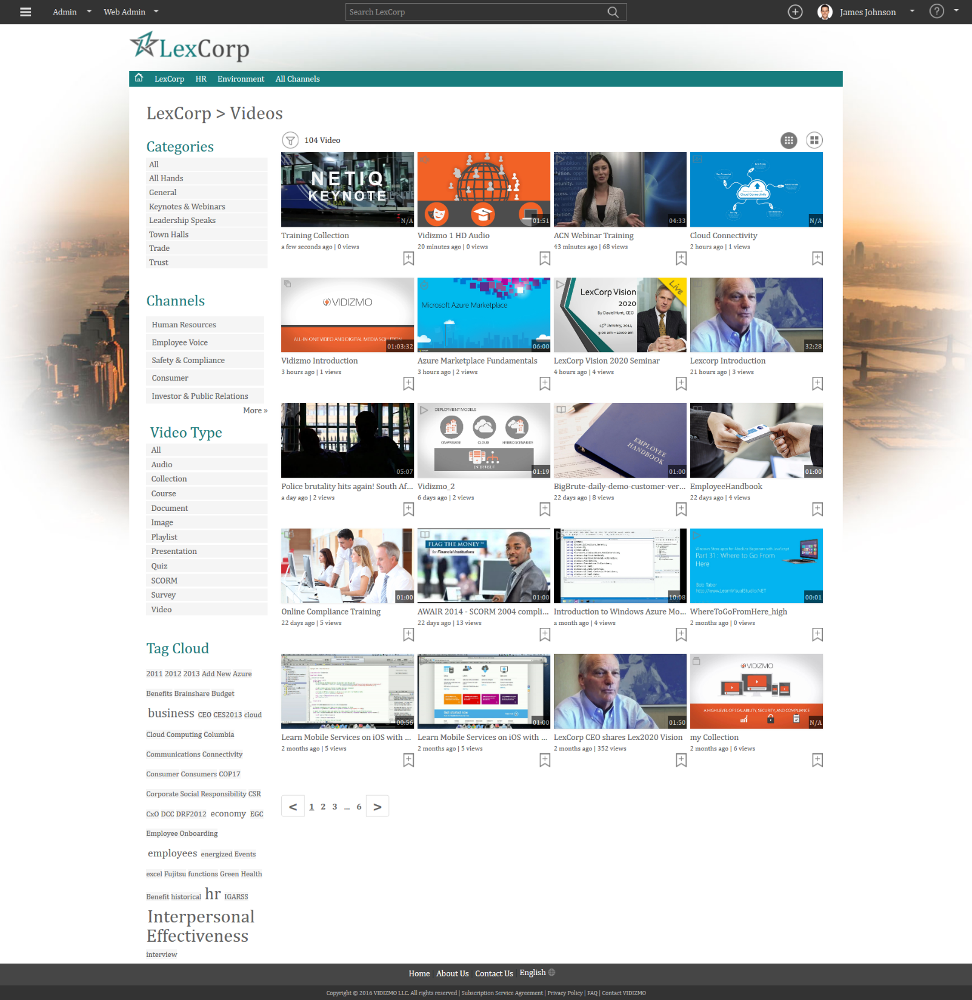 Admin Web Admin Search LexCorp James Johnson ?
LexCorp
LexCorp HR Environment All Channels
LexCorp > Videos
Categories
All
All Hands
General
Keynotes & Webinars
Leadership Speaks
Town Halls
Trade
Trust
Channels
Human Resources
Employee Voice
Safety & Compliance
Consumer
Investor & Public Relations
More »
Video Type
All
Audio
Collection
Course
Document
Image
Playlist
Presentation
Quiz
SCORM
Survey
Video
Tag Cloud
2011 2012 2013 Add New Azure
Benefits Brainshare Budget
business CEO CES2013 cloud
Cloud Computing Columbia
Communications Connectivity
Consumer Consumers COP17
Corporate Social Responsibility CSR
CxO DCC DRF2012 economy EGC
Employee Onboarding
employees energized Events
excel Fujitsu functions Green Health
Benefit historical hr IGARSS
Interpersonal
Effectiveness
interview
104 Video
NETIQ
KEYNOTE
N/A
Training Collection
a few seconds ago | 0 views
01:51
Vidizmo 1 HD Audio
20 minutes ago | 0 views
04:33
ACN Webinar Training
43 minutes ago | 68 views
Cloud Connectivity
N/A
Cloud Connectivity
2 hours ago | 1 views
VIDIZMO
ALL-IN-ONE VIDEO AND DIGITAL MEDIA SOLUTION
01:03:32
Vidizmo Introduction
3 hours ago | 1 views
Microsoft Azure Marketplace
06:00
Azure Marketplace Fundamentals
3 hours ago | 2 views
Live
LexCorp Vision
2020
By David Hunt, CEO
15th January, 2014
9:00 am – 10:00 am
LexCorp Vision 2020 Seminar
4 hours ago | 4 views
32:28
Lexcorp Introduction
21 hours ago | 3 views
05:07
Police brutality hits again! South Af...
a day ago | 2 views
DEPLOYMENT MODELS
ON-PREMISE CLOUD HYBRID SCENARIOS
01:19
Vidizmo_2
6 days ago | 2 views
EMPLOYEE
HANDBOOK
01:00
BigBrute-daily-demo-customer-ver...
22 days ago | 8 views
01:00
EmployeeHandbook
22 days ago | 4 views
01:00
Online Compliance Training
22 days ago | 5 views
FLAG THE MONEY
for Financial Institutions
01:00
AWAIR 2014 - SCORM 2004 compli...
22 days ago | 13 views
10:08
Introduction to Windows Azure Mo...
a month ago | 4 views
Windows Store apps for Absolute Beginners with JavaScript
Part 31 : Where to Go From
Here
Bob Tabor
http://www.LearnVisualStudio.NET
00:01
WhereToGoFromHere_high
2 months ago | 0 views
00:56
Learn Mobile Services on iOS with ...
2 months ago | 5 views
Get started now
01:00
Learn Mobile Services on iOS with ...
2 months ago | 5 views
01:50
LexCorp CEO shares Lex2020 Vision
2 months ago | 352 views
VIDIZMO
A HIGH LEVEL OF SCALABILITY, SECURITY, AND COMPLIANCE
N/A
my Collection
2 months ago | 6 views
< 1 2 3 ... 6 >
Home | About Us | Contact Us | English
Copyright © 2016 VIDIZMO LLC. All rights reserved | Subscription Service Agreement | Privacy Policy | FAQ | Contact VIDIZMO